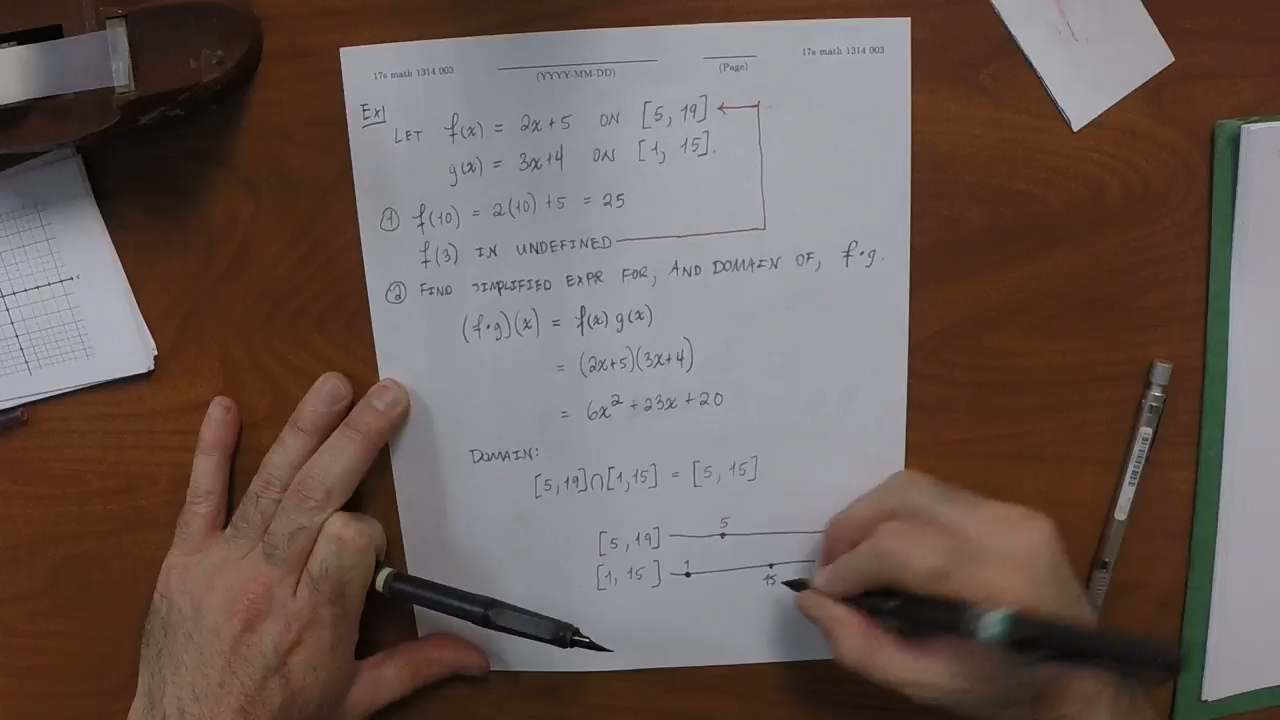 17s math 1314 003 (YYYY-MM-DD) (Page) 17s math 1314 003
Ex1
LET f(x) = 2x+5 ON [5, 19]
g(x) = 3x+4 ON [1, 15].
① f(10) = 2(10) + 5 = 25
f(3) IN UNDEFINED
② FIND SIMPLIFIED EXPR FOR, AND DOMAIN OF, f·g.
(f·g)(x) = f(x) g(x)
= (2x+5)(3x+4)
= 6x² + 23x + 20
DOMAIN:
[5,19]∩[1,15] = [5, 15]
5
[5, 19]
1
[1, 15]
15